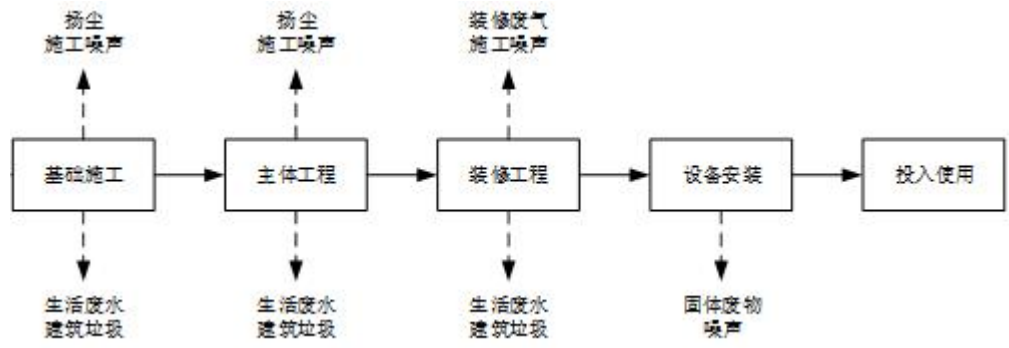 扬尘
施工噪声
扬尘
施工噪声
装修废气
施工噪声
基础施工
主体工程
装修工程
设备安装
投入使用
生活废水
建筑垃圾
生活废水
建筑垃圾
生活废水
建筑垃圾
固体废物
噪声